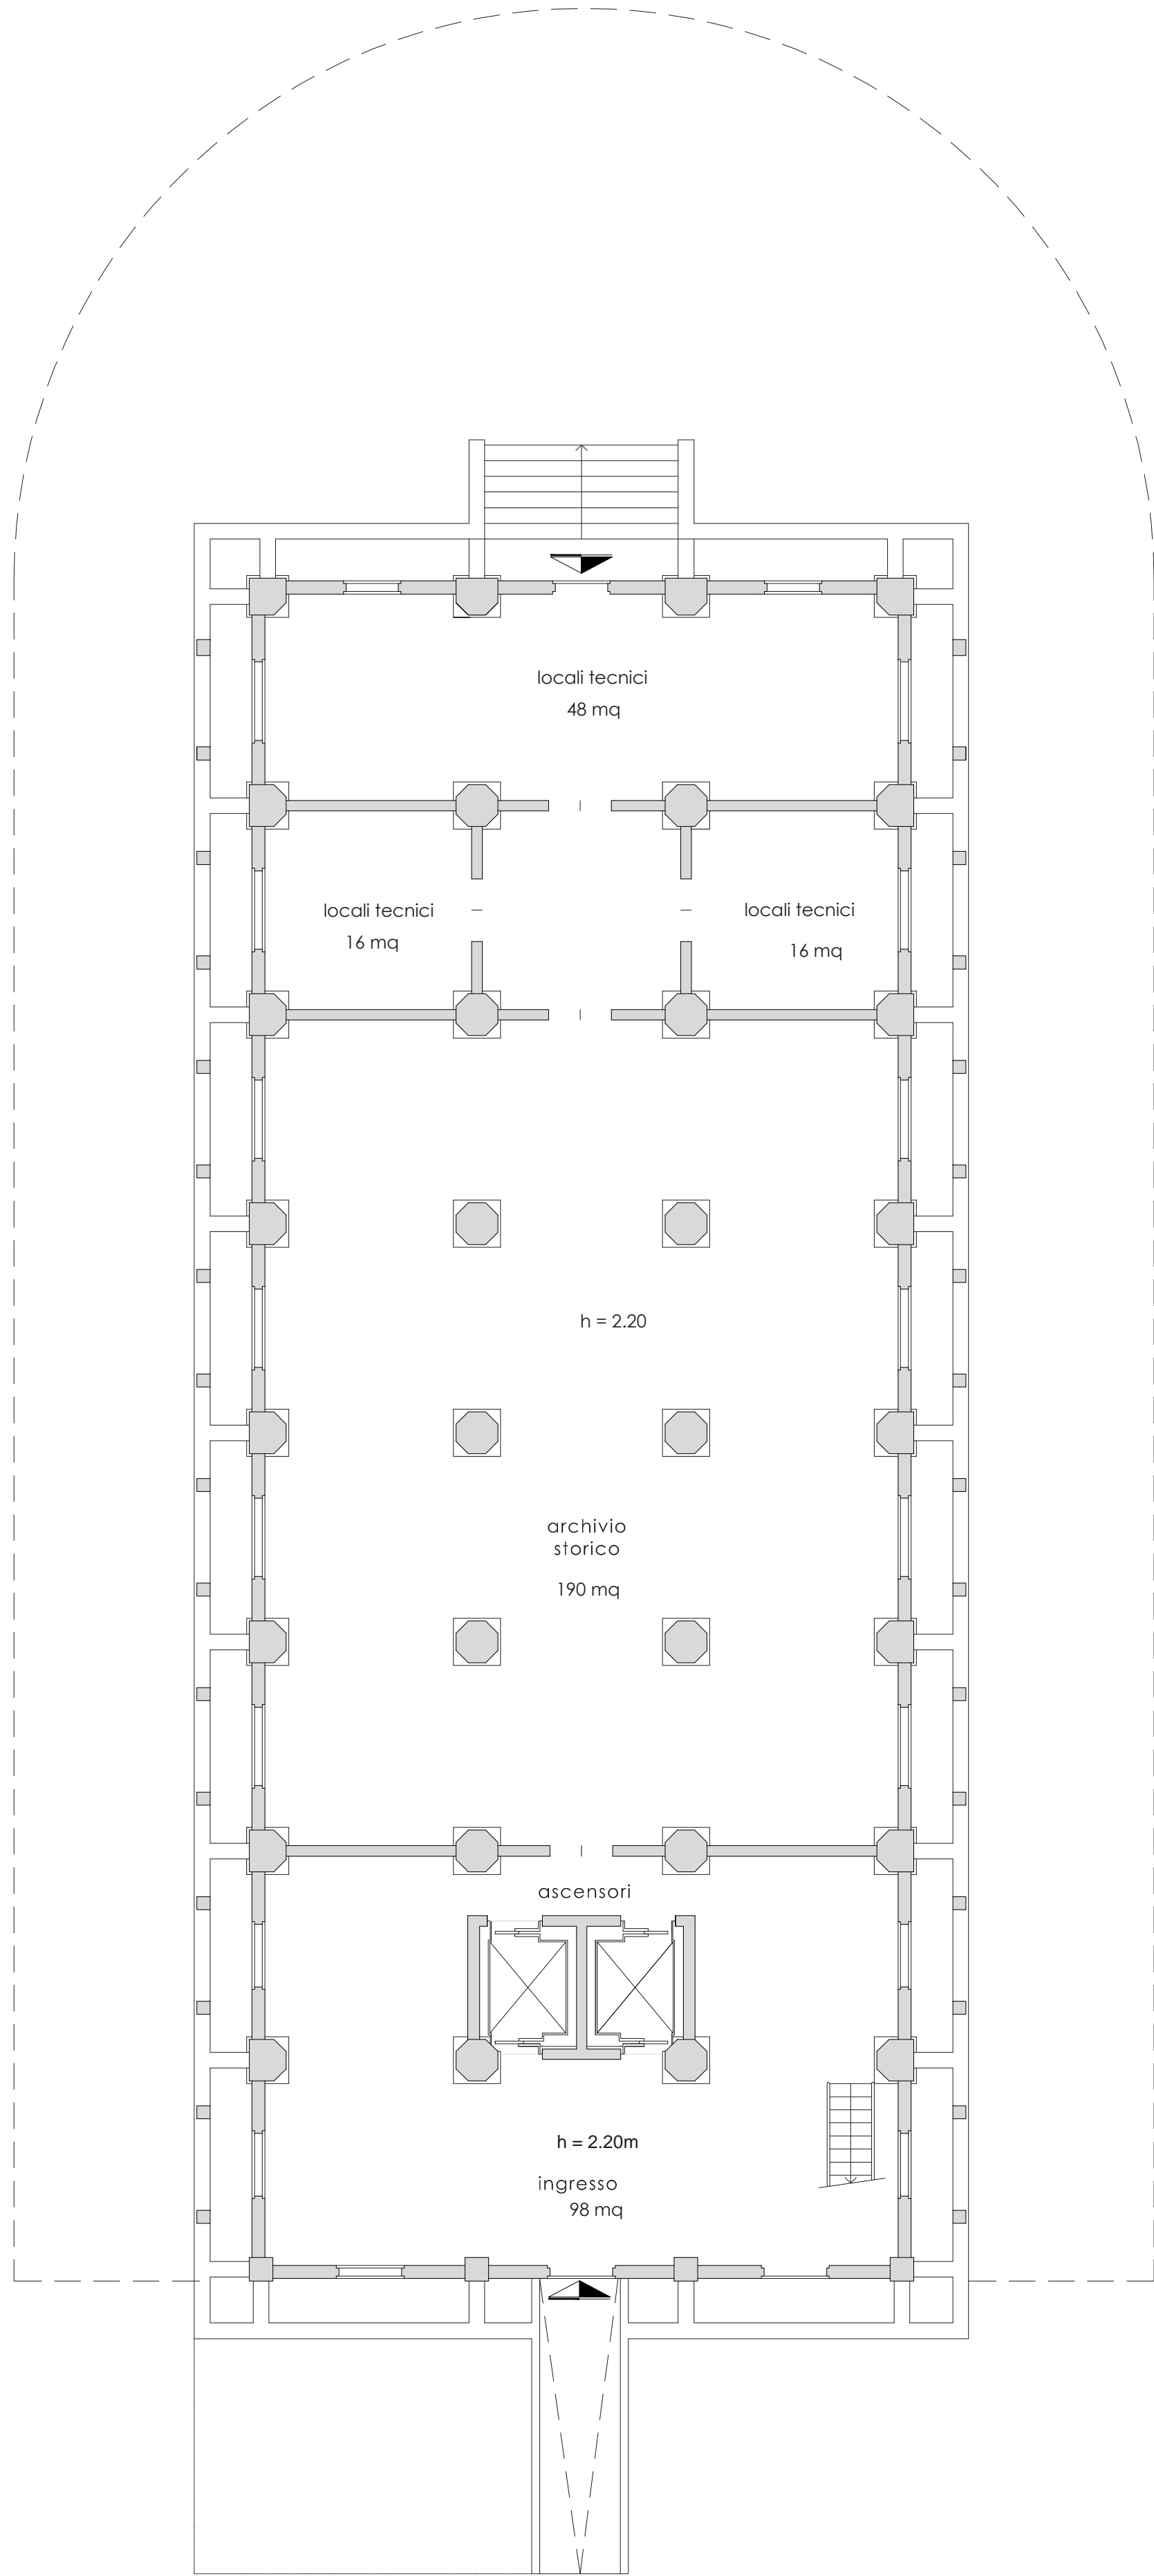 locali tecnici
48 mq
locali tecnici
16 mq
locali tecnici
16 mq
h = 2.20
archivio
storico
190 mq
ascensori
h = 2.20m
ingresso
98 mq